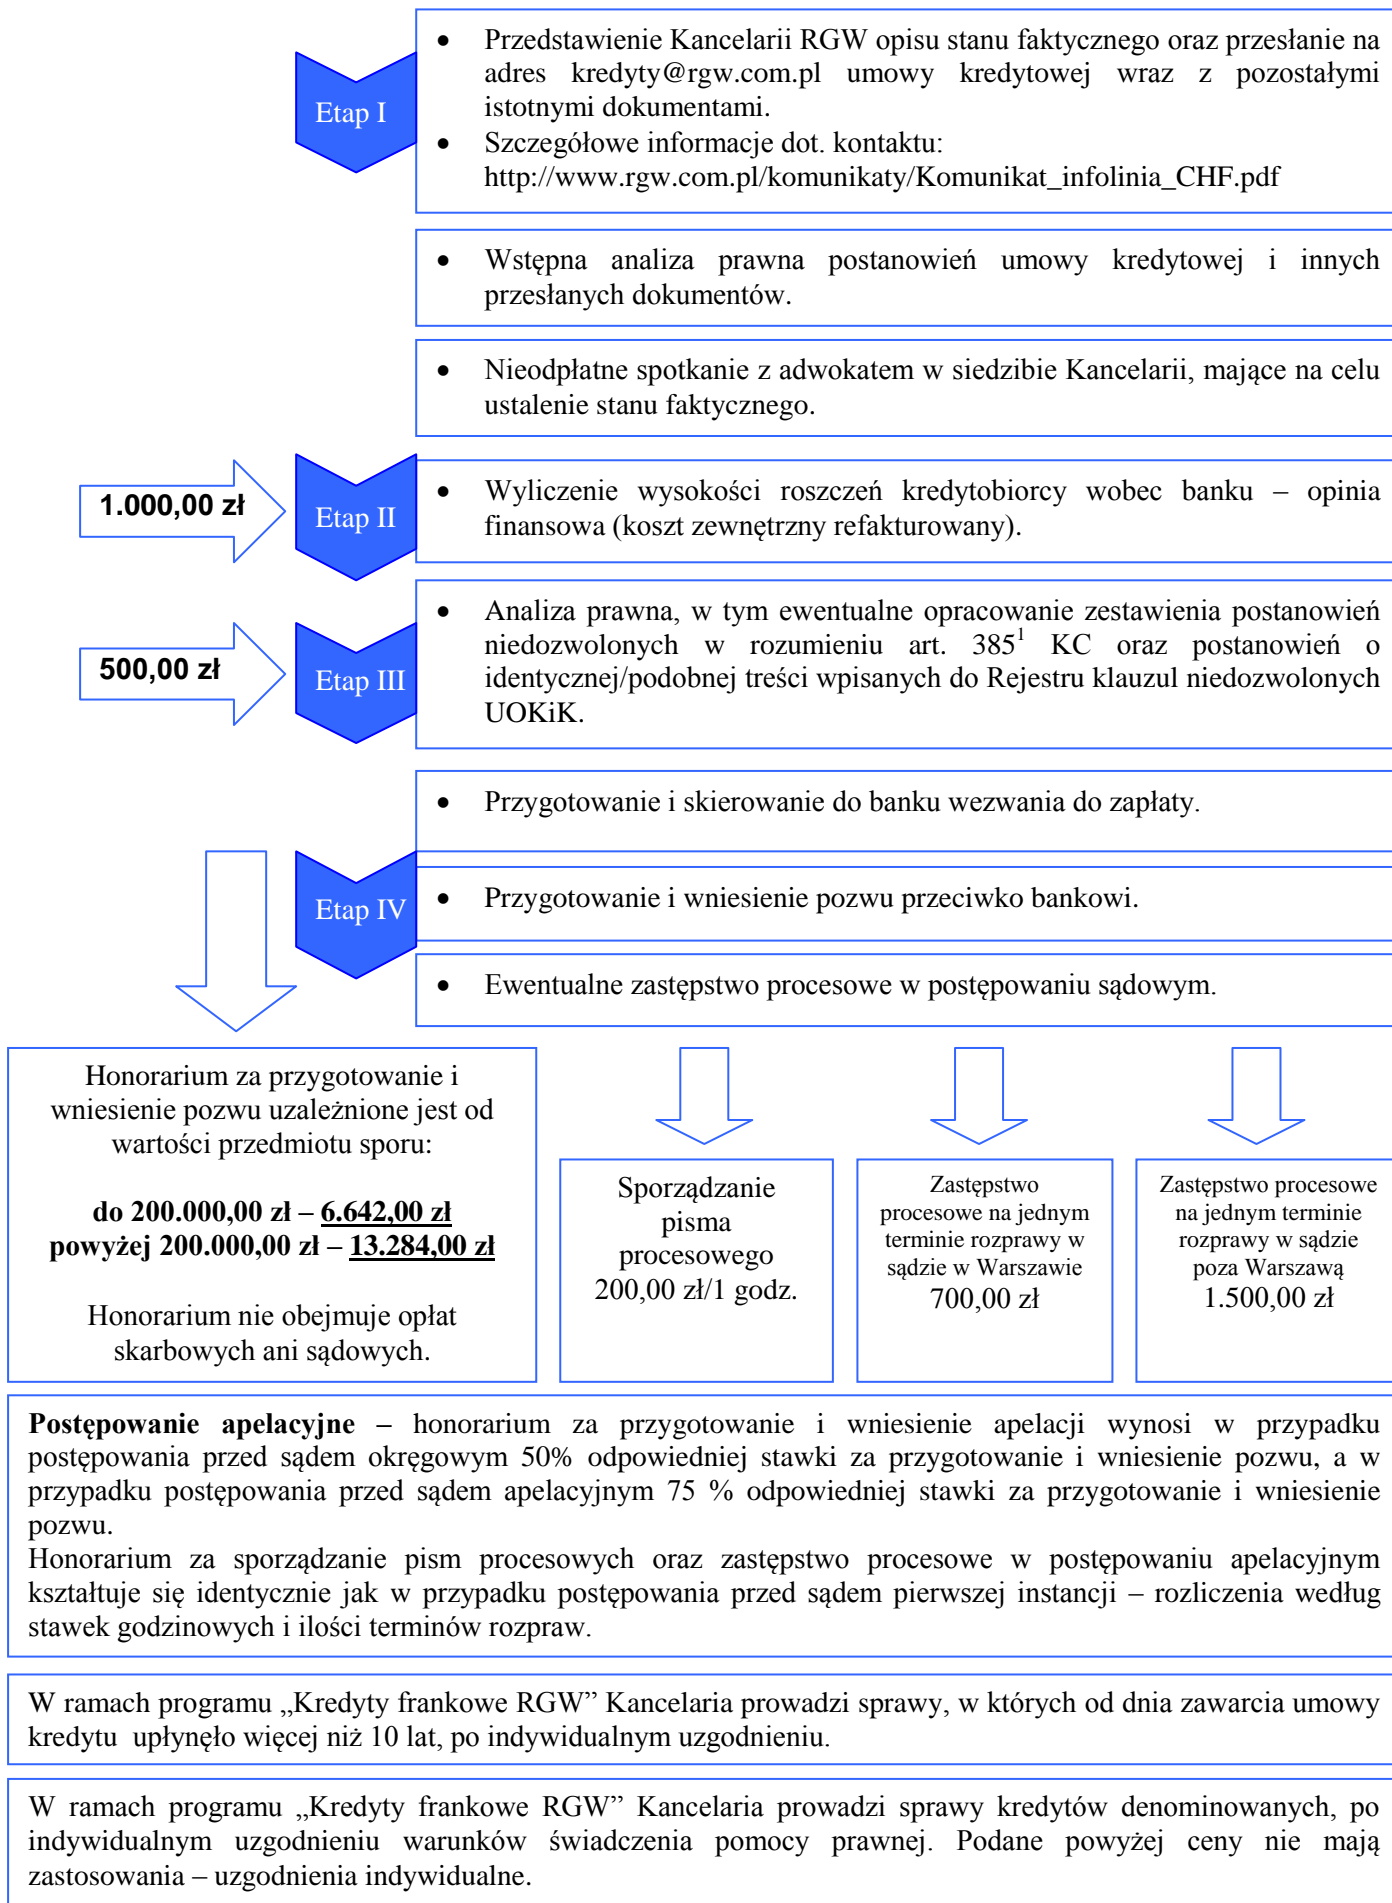 • Przedstawienie Kancelarii RGW opisu stanu faktycznego oraz przesłanie na
adres kredyty@rgw.com.pl umowy kredytowej wraz z pozostałymi
istotnymi dokumentami.
Etap I
• Szczegółowe informacje dot. kontaktu:
http://www.rgw.com.pl/komunikaty/Komunikat_infolinia_CHF.pdf
• Wstępna analiza prawna postanowień umowy kredytowej i innych
przesłanych dokumentów.
• Nieodpłatne spotkanie z adwokatem w siedzibie Kancelarii, mające na celu
ustalenie stanu faktycznego.
1.000,00 zł
Etap II
• Wyliczenie wysokości roszczeń kredytobiorcy wobec banku – opinia
finansowa (koszt zewnętrzny refakturowany).
500,00 zł
Etap III
• Analiza prawna, w tym ewentualne opracowanie zestawienia postanowień
niedozwolonych w rozumieniu art. 385¹ KC oraz postanowień o
identycznej/podobnej treści wpisanych do Rejestru klauzul niedozwolonych
UOKiK.
• Przygotowanie i skierowanie do banku wezwania do zapłaty.
Etap IV
• Przygotowanie i wniesienie pozwu przeciwko bankowi.
• Ewentualne zastępstwo procesowe w postępowaniu sądowym.
Honorarium za przygotowanie i
wniesienie pozwu uzależnione jest od
wartości przedmiotu sporu:
do 200.000,00 zł – 6.642,00 zł
powyżej 200.000,00 zł – 13.284,00 zł
Honorarium nie obejmuje opłat
skarbowych ani sądowych.
Sporządzanie
pisma
procesowego
200,00 zł/1 godz.
Zastępstwo
procesowe na jednym
terminie rozprawy w
sądzie w Warszawie
700,00 zł
Zastępstwo procesowe
na jednym terminie
rozprawy w sądzie
poza Warszawą
1.500,00 zł
Postępowanie apelacyjne – honorarium za przygotowanie i wniesienie apelacji wynosi w przypadku
postępowania przed sądem okręgowym 50% odpowiedniej stawki za przygotowanie i wniesienie pozwu, a w
przypadku postępowania przed sądem apelacyjnym 75 % odpowiedniej stawki za przygotowanie i wniesienie
pozwu.
Honorarium za sporządzanie pism procesowych oraz zastępstwo procesowe w postępowaniu apelacyjnym
kształtuje się identycznie jak w przypadku postępowania przed sądem pierwszej instancji – rozliczenia według
stawek godzinowych i ilości terminów rozpraw.
W ramach programu „Kredyty frankowe RGW” Kancelaria prowadzi sprawy, w których od dnia zawarcia umowy
kredytu upłynęło więcej niż 10 lat, po indywidualnym uzgodnieniu.
W ramach programu „Kredyty frankowe RGW” Kancelaria prowadzi sprawy kredytów denominowanych, po
indywidualnym uzgodnieniu warunków świadczenia pomocy prawnej. Podane powyżej ceny nie mają
zastosowania – uzgodnienia indywidualne.